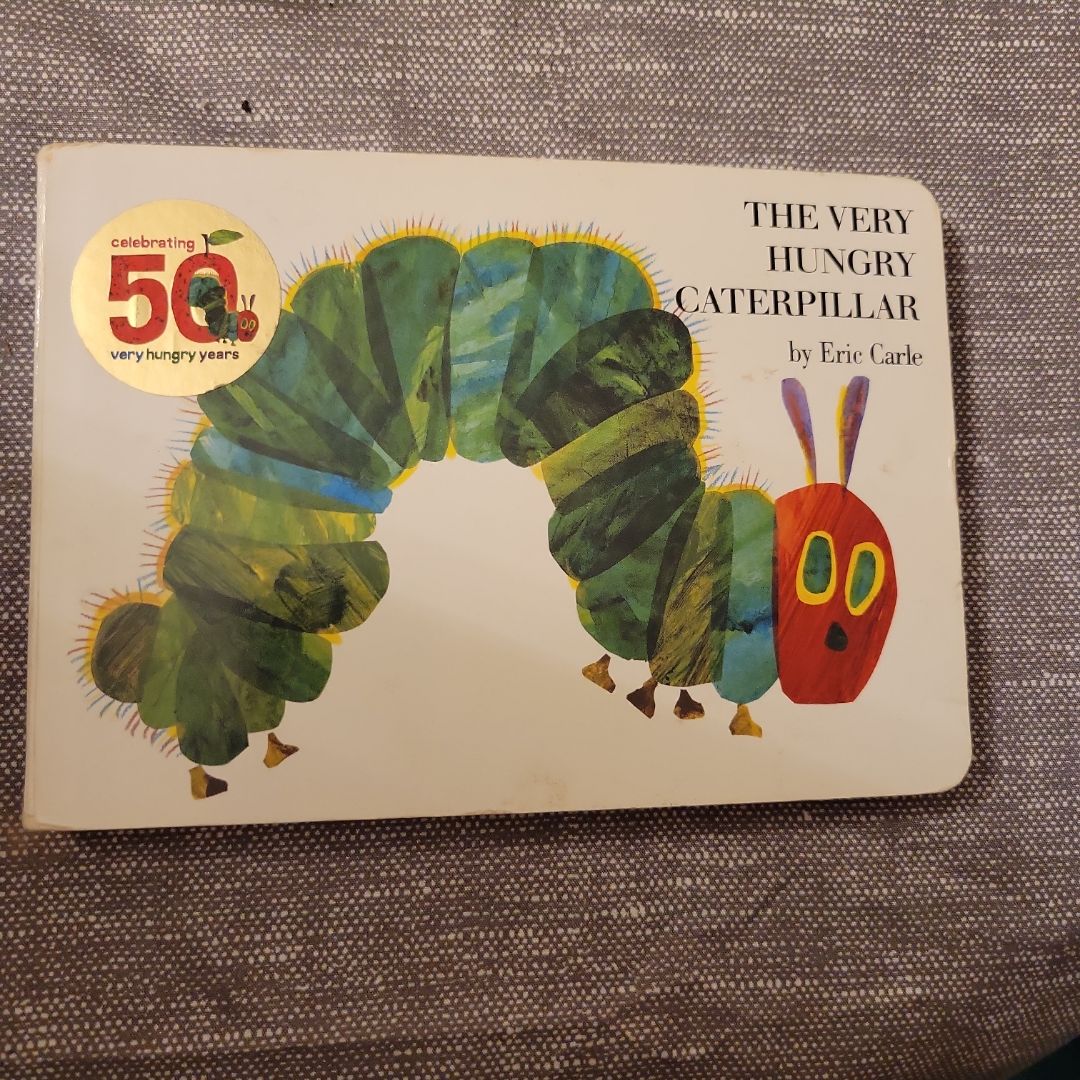 celebrating
50
very hungry years
THE VERY
HUNGRY
CATERPILLAR
by Eric Carle